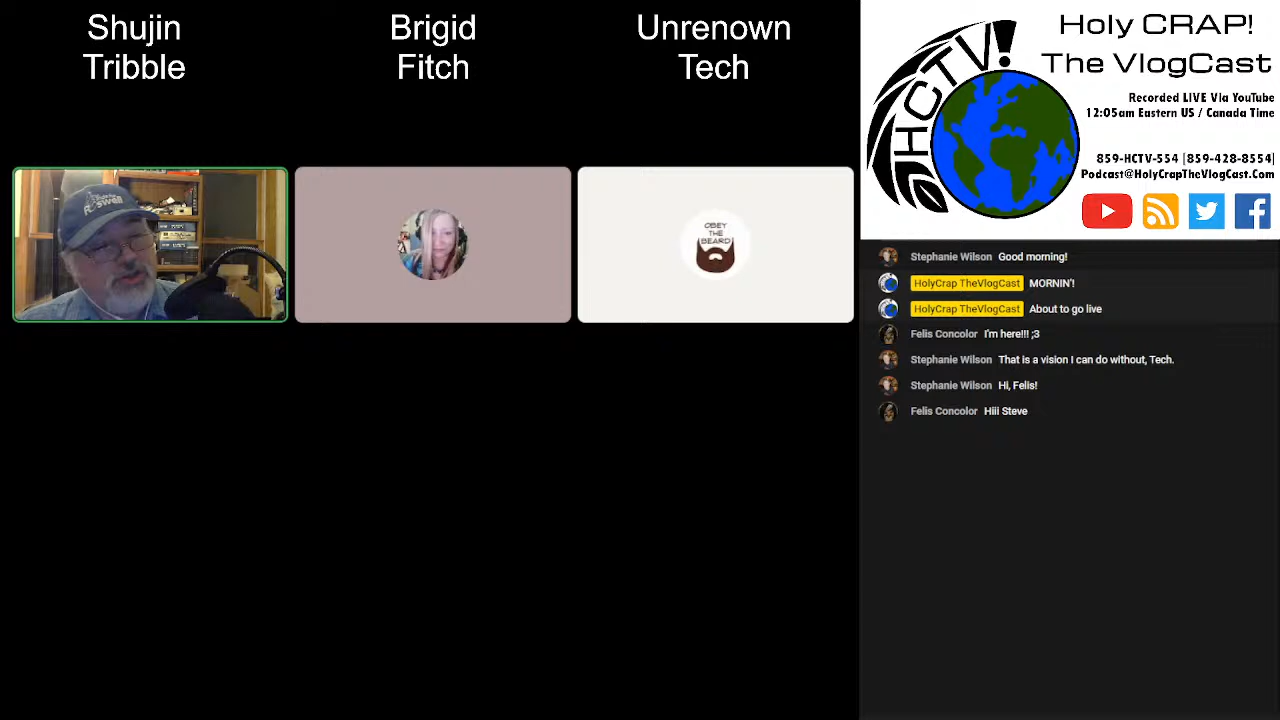 Shujin
Tribble
Brigid
Fitch
Unrenown
Tech
Roswell
OBEY
THE
BEARD
HCTV!
Holy CRAP!
The VlogCast
Recorded LIVE Via YouTube
12:05am Eastern US / Canada Time
859-HCTV-554 [859-428-8554]
Podcast@HolyCrapTheVlogCast.Com
Stephanie Wilson Good morning!
HolyCrap TheVlogCast MORNIN'!
HolyCrap TheVlogCast About to go live
Felis Concolor I'm here!!! ;3
Stephanie Wilson That is a vision I can do without, Tech.
Stephanie Wilson Hi, Felis!
Felis Concolor Hiii Steve